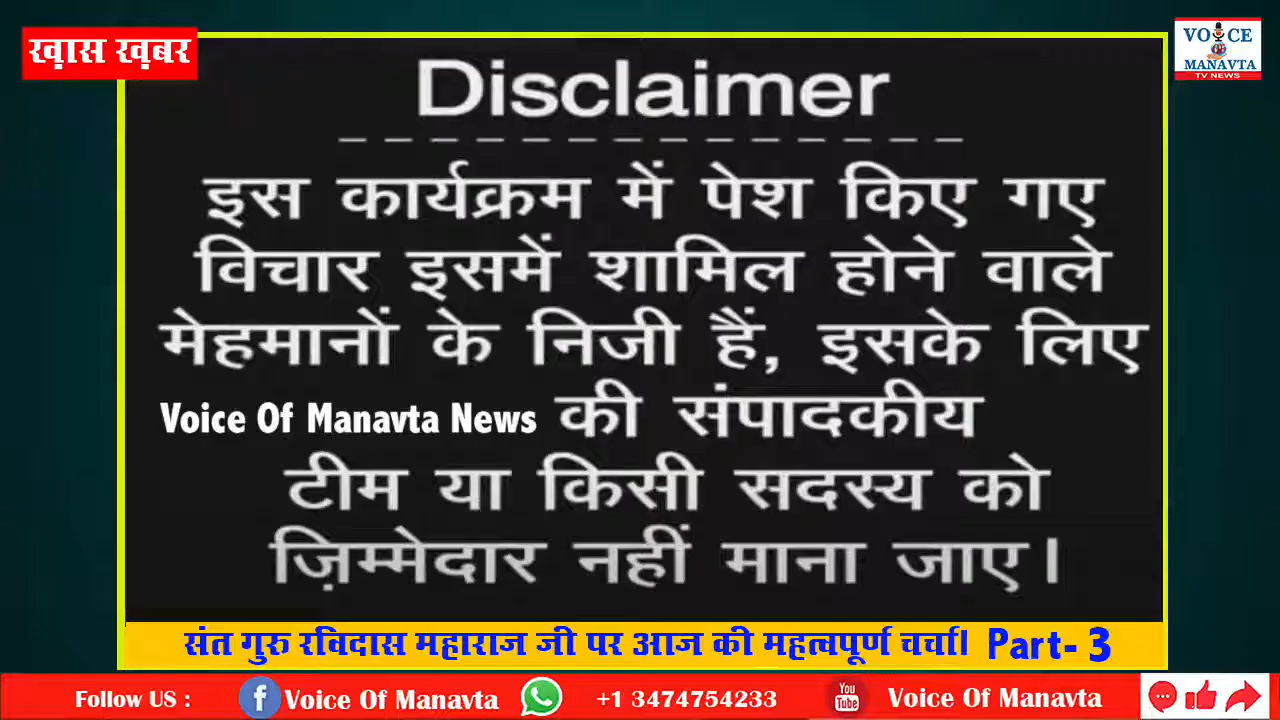 ख़ास ख़बर
VOICE
MANAVTA
TV NEWS
Disclaimer
इस कार्यक्रम में पेश किए गए
विचार इसमें शामिल होने वाले
मेहमानों के निजी हैं, इसके लिए
Voice Of Manavta News की संपादकीय
टीम या किसी सदस्य को
ज़िम्मेदार नहीं माना जाए।
संत गुरु रविदास महाराज जी पर आज की महत्वपूर्ण चर्चा। Part- 3
Follow US : Voice Of Manavta +1 3474754233 You Tube Voice Of Manavta